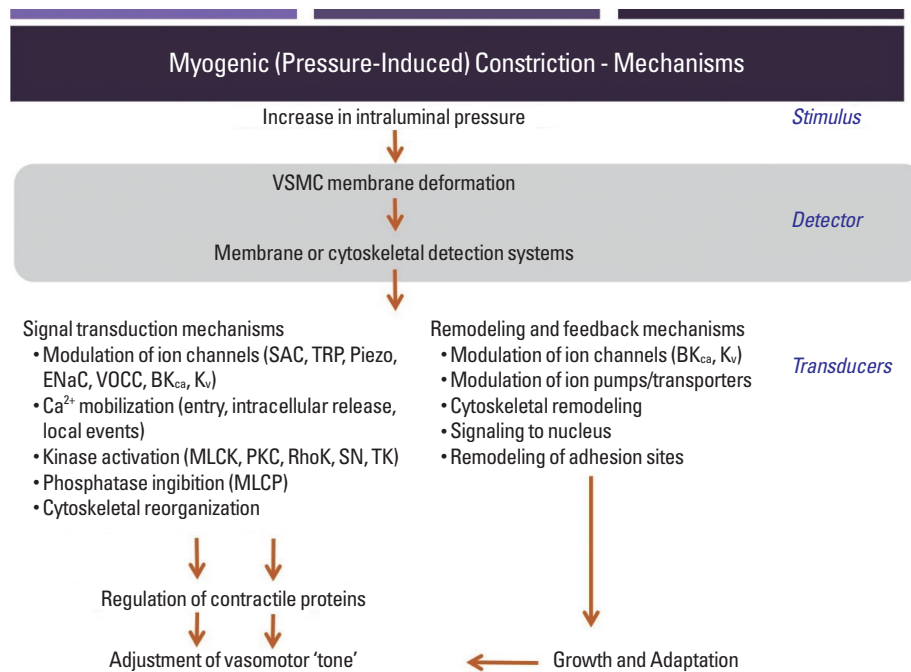 Myogenic (Pressure-Induced) Constriction - Mechanisms
Increase in intraluminal pressure
Stimulus
VSMC membrane deformation
Detector
Membrane or cytoskeletal detection systems
Signal transduction mechanisms
• Modulation of ion channels (SAC, TRP, Piezo,
ENaC, VOCC, BKca, Kv)
• Ca2+ mobilization (entry, intracellular release,
local events)
• Kinase activation (MLCK, PKC, RhoK, SN, TK)
• Phosphatase ingibition (MLCP)
• Cytoskeletal reorganization
Remodeling and feedback mechanisms
• Modulation of ion channels (BKca, Kv)
• Modulation of ion pumps/transporters
• Cytoskeletal remodeling
• Signaling to nucleus
• Remodeling of adhesion sites
Transducers
Regulation of contractile proteins
Adjustment of vasomotor ‘tone’
Growth and Adaptation